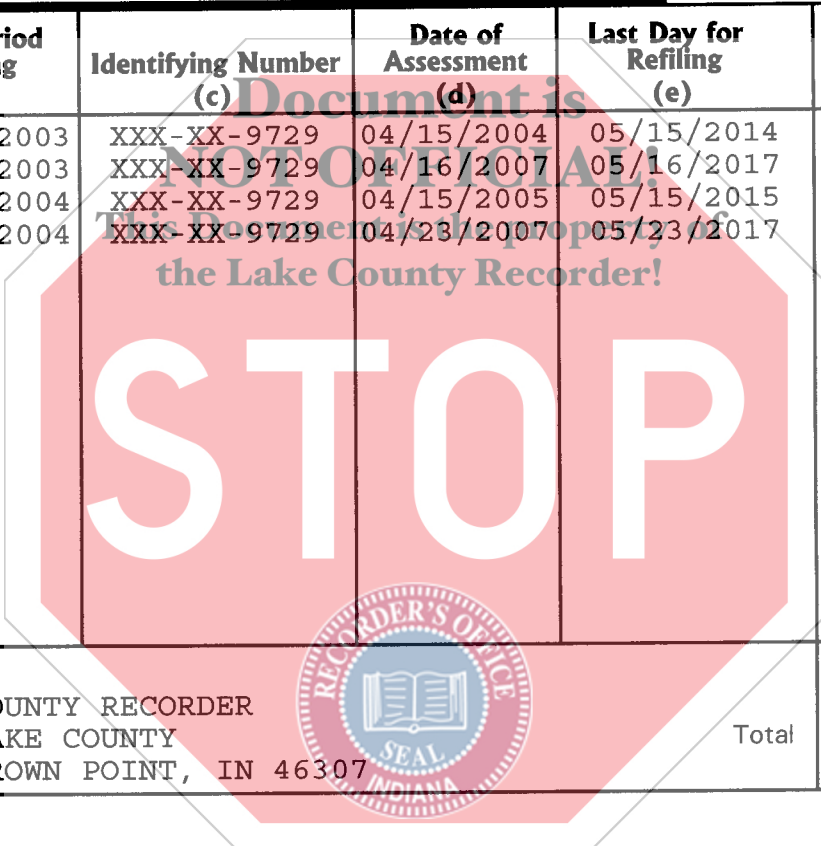 riod
g
Identifying Number
(c)
Date of
Assessment
(d)
Last Day for
Refiling
(e)
Document is
NOT OFFICIAL!
This Document is the property of
the Lake County Recorder!
2003 XXX-XX-9729 04/15/2004 05/15/2014
2003 XXX-XX-9729 04/16/2007 05/16/2017
2004 XXX-XX-9729 04/15/2005 05/15/2015
2004 XXX-XX-9729 04/23/2007 05/23/2017
STOP
RECORDER'S OFFICE
SEAL
INDIANA
OUNTY RECORDER
AKE COUNTY
ROWN POINT, IN 46307
Total